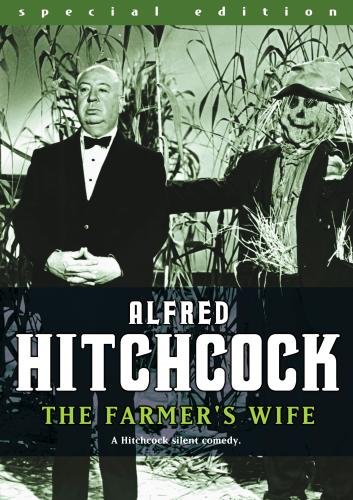 special edition
ALFRED
HITCHCOCK
THE FARMER'S WIFE
A Hitchcock silent comedy.